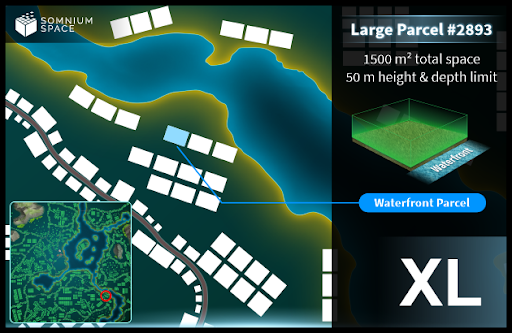 SOMNIUM
SPACE
Large Parcel #2893
1500 m² total space
50 m height & depth limit
Waterfront
Waterfront Parcel
XL